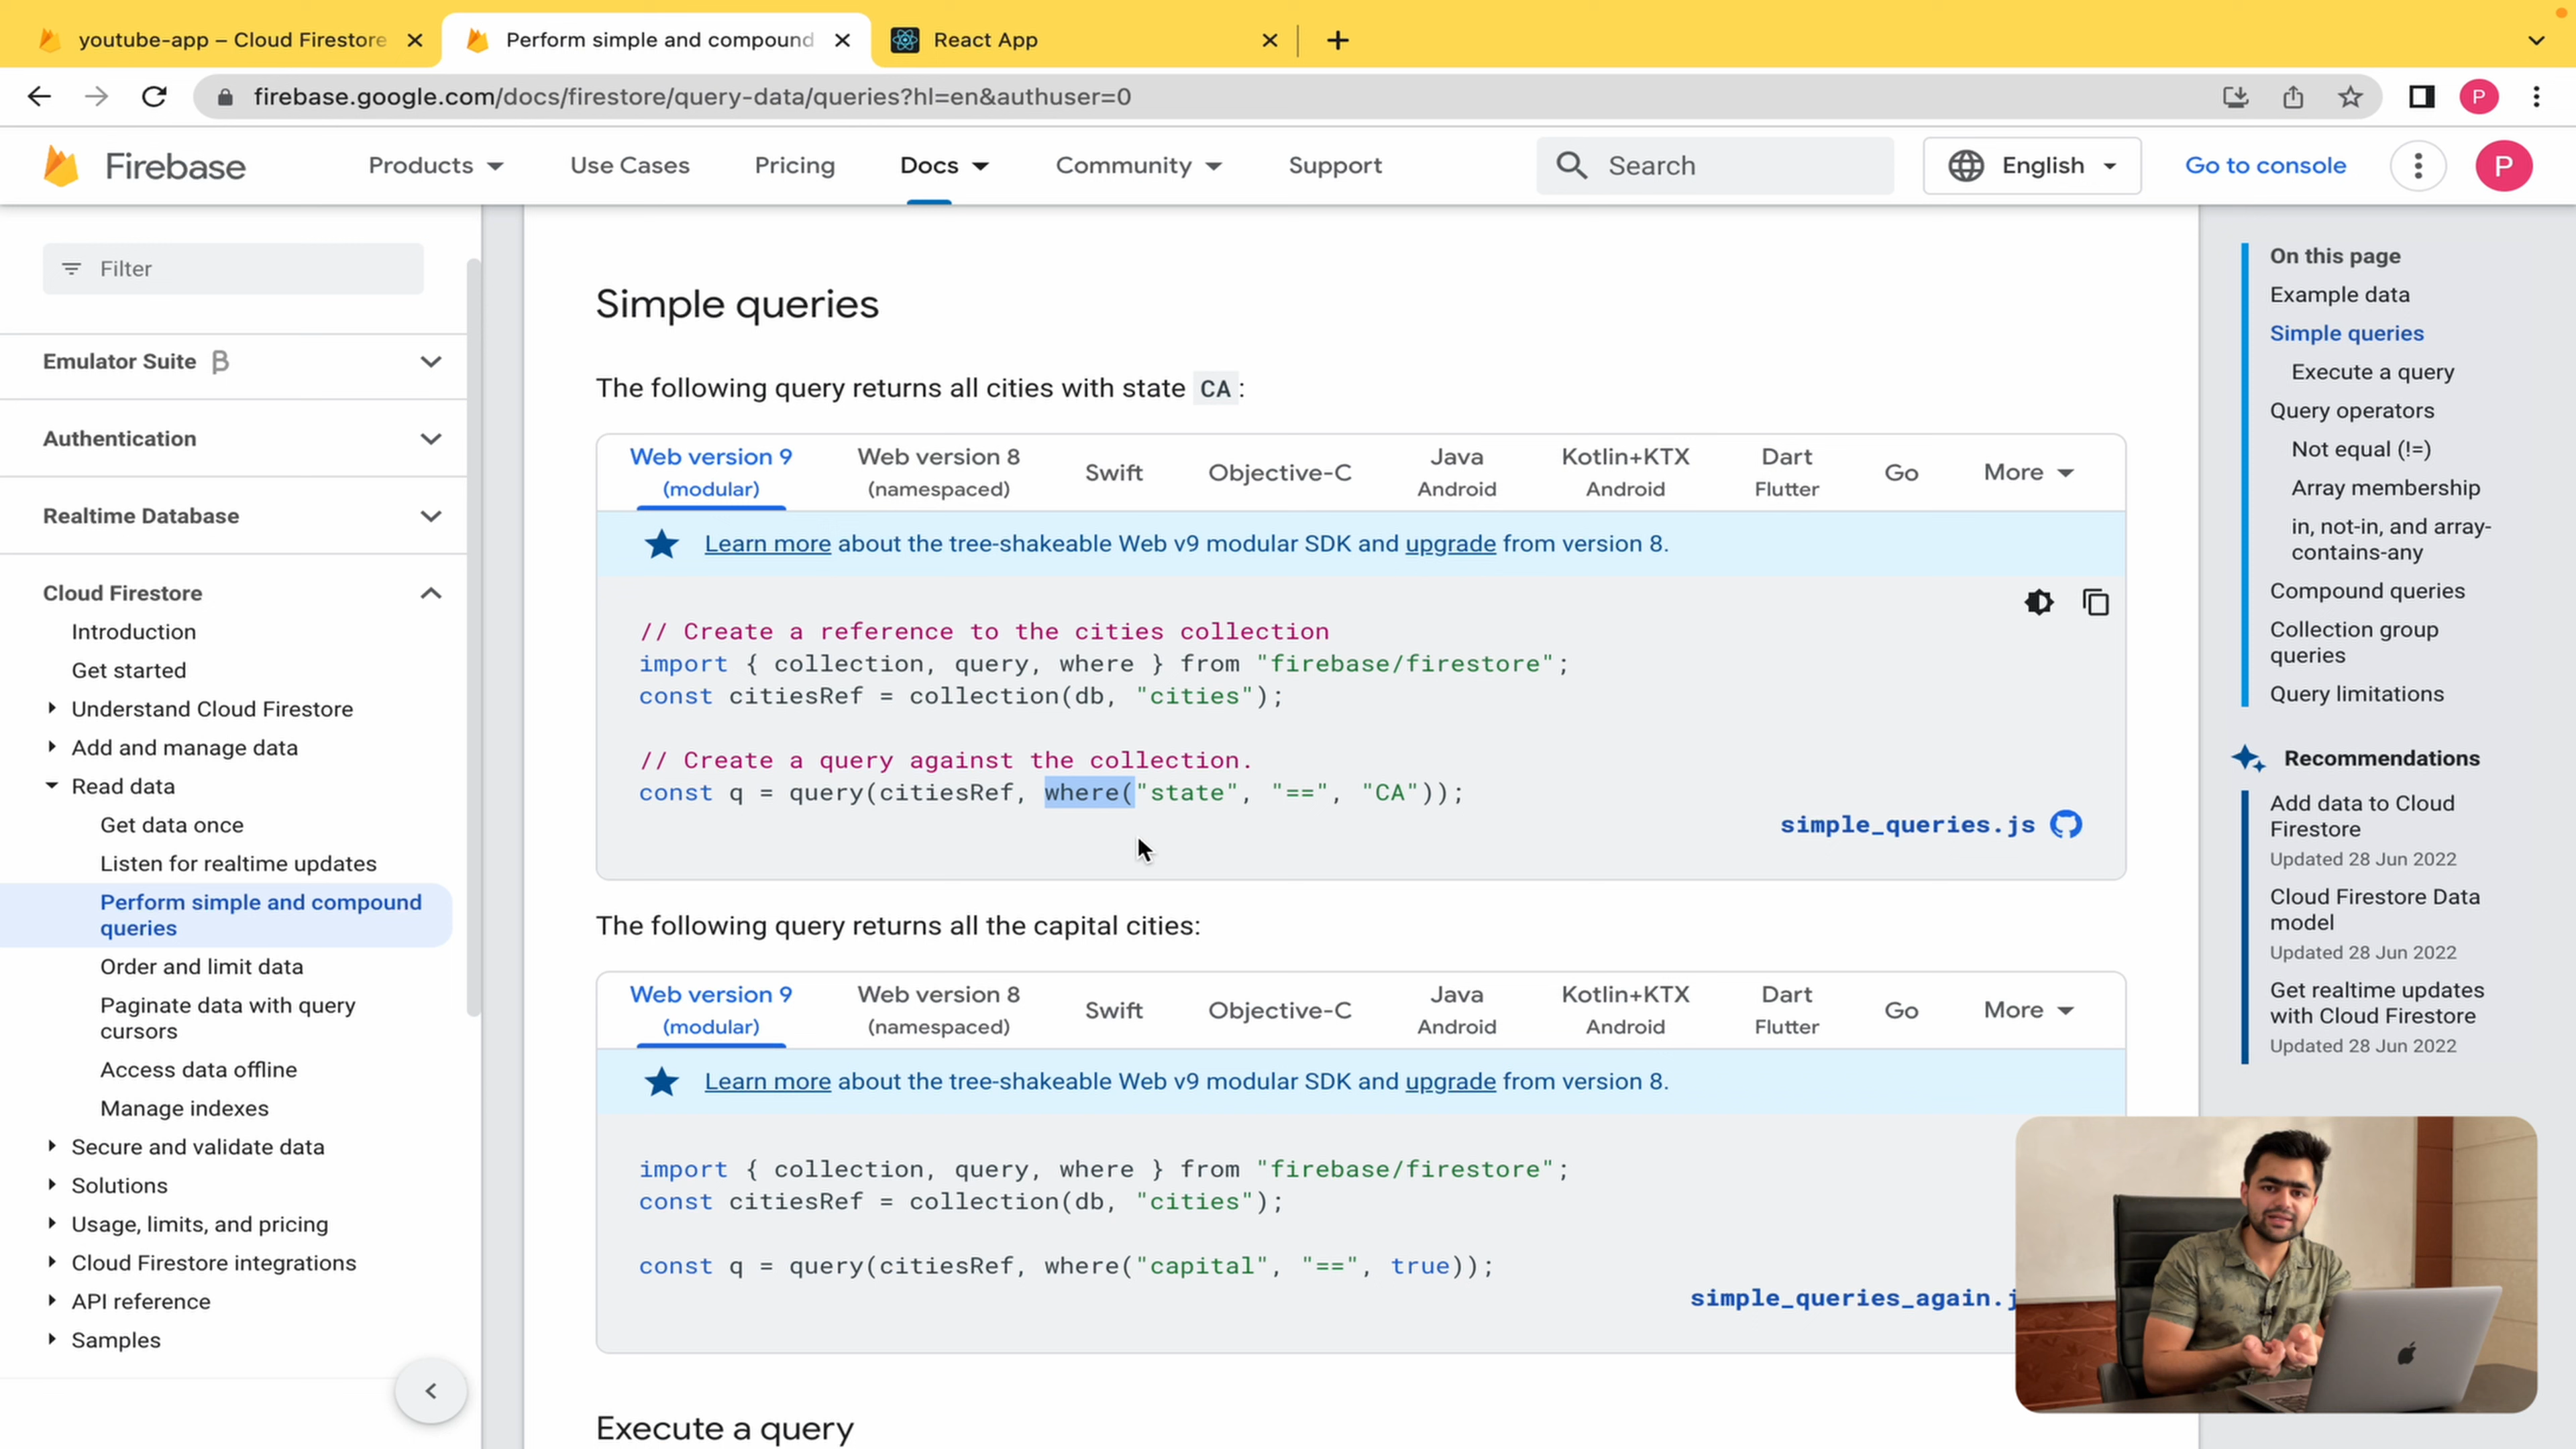 youtube-app – Cloud Firestore
Perform simple and compound
React App
firebase.google.com/docs/firestore/query-data/queries?hl=en&authuser=0
P
Firebase
Products
Use Cases
Pricing
Docs
Community
Support
Search
English
Go to console
P
Filter
Emulator Suite β
Authentication
Realtime Database
Cloud Firestore
Introduction
Get started
Understand Cloud Firestore
Add and manage data
Read data
Get data once
Listen for realtime updates
Perform simple and compound
queries
Order and limit data
Paginate data with query
cursors
Access data offline
Manage indexes
Secure and validate data
Solutions
Usage, limits, and pricing
Cloud Firestore integrations
API reference
Samples
Simple queries
The following query returns all cities with state CA:
Web version 9
(modular)
Web version 8
(namespaced)
Swift
Objective-C
Java
Android
Kotlin+KTX
Android
Dart
Flutter
Go
More
Learn more about the tree-shakeable Web v9 modular SDK and upgrade from version 8.
// Create a reference to the cities collection
import { collection, query, where } from "firebase/firestore";
const citiesRef = collection(db, "cities");
// Create a query against the collection.
const q = query(citiesRef, where("state", "==", "CA"));
simple_queries.js
The following query returns all the capital cities:
Web version 9
(modular)
Web version 8
(namespaced)
Swift
Objective-C
Java
Android
Kotlin+KTX
Android
Dart
Flutter
Go
More
Learn more about the tree-shakeable Web v9 modular SDK and upgrade from version 8.
import { collection, query, where } from "firebase/firestore";
const citiesRef = collection(db, "cities");
const q = query(citiesRef, where("capital", "==", true));
simple_queries_again.j
Execute a query
On this page
Example data
Simple queries
Execute a query
Query operators
Not equal (!=)
Array membership
in, not-in, and array-
contains-any
Compound queries
Collection group
queries
Query limitations
Recommendations
Add data to Cloud
Firestore
Updated 28 Jun 2022
Cloud Firestore Data
model
Updated 28 Jun 2022
Get realtime updates
with Cloud Firestore
Updated 28 Jun 2022